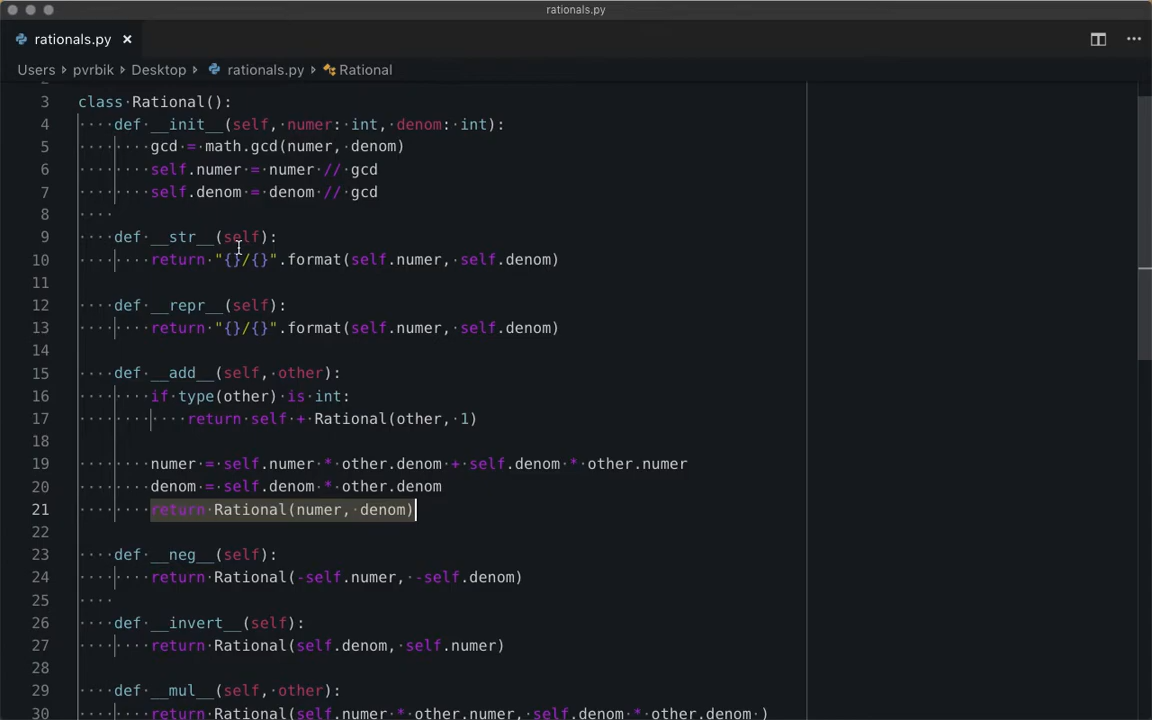 rationals.py
rationals.py ×
Users › pvrbik › Desktop › rationals.py › Rational
3 class Rational():
4     def __init__(self, numer: int, denom: int):
5         gcd = math.gcd(numer, denom)
6         self.numer = numer // gcd
7         self.denom = denom // gcd
8
9     def __str__(self):
10         return "{}/{}".format(self.numer, self.denom)
11
12     def __repr__(self):
13         return "{}/{}".format(self.numer, self.denom)
14
15     def __add__(self, other):
16         if type(other) is int:
17             return self + Rational(other, 1)
18
19         numer = self.numer * other.denom + self.denom * other.numer
20         denom = self.denom * other.denom
21         return Rational(numer, denom)
22
23     def __neg__(self):
24         return Rational(-self.numer, -self.denom)
25
26     def __invert__(self):
27         return Rational(self.denom, self.numer)
28
29     def __mul__(self, other):
30         return Rational(self.numer * other.numer, self.denom * other.denom )